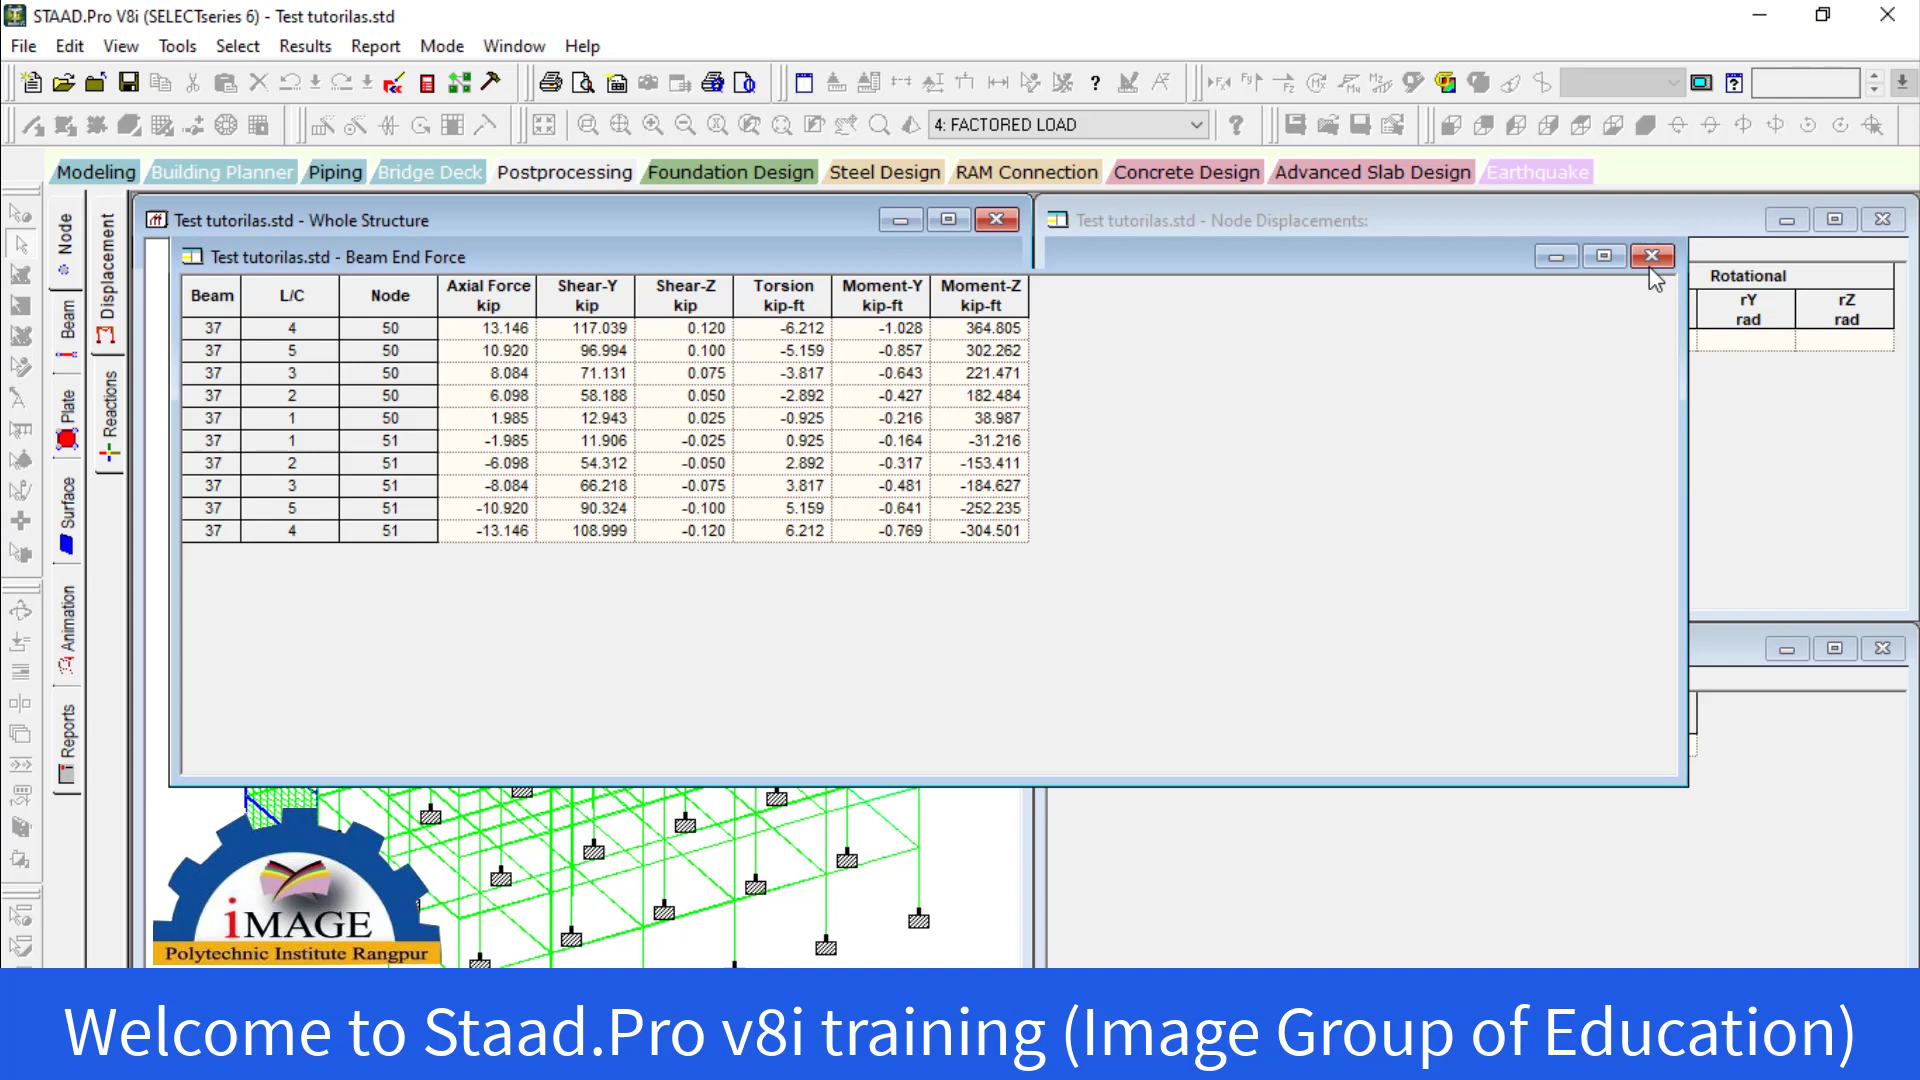 STAAD.Pro V8i (SELECTseries 6) - Test tutorilas.std
File Edit View Tools Select Results Report Mode Window Help
4: FACTORED LOAD
Modeling Building Planner Piping Bridge Deck Postprocessing Foundation Design Steel Design RAM Connection Concrete Design Advanced Slab Design Earthquake
Node
Beam
Plate
Surface
Animation
Reports
Displacement
Reactions
Test tutorilas.std - Whole Structure
Test tutorilas.std - Node Displacements:
Test tutorilas.std - Beam End Force
Rotational
rY rad
rZ rad
Beam L/C Node Axial Force kip Shear-Y kip Shear-Z kip Torsion kip-ft Moment-Y kip-ft Moment-Z kip-ft
37 4 50 13.146 117.039 0.120 -6.212 -1.028 364.805
37 5 50 10.920 96.994 0.100 -5.159 -0.857 302.262
37 3 50 8.084 71.131 0.075 -3.817 -0.643 221.471
37 2 50 6.098 58.188 0.050 -2.892 -0.427 182.484
37 1 50 1.985 12.943 0.025 -0.925 -0.216 38.987
37 1 51 -1.985 11.906 -0.025 0.925 -0.164 -31.216
37 2 51 -6.098 54.312 -0.050 2.892 -0.317 -153.411
37 3 51 -8.084 66.218 -0.075 3.817 -0.481 -184.627
37 5 51 -10.920 90.324 -0.100 5.159 -0.641 -252.235
37 4 51 -13.146 108.999 -0.120 6.212 -0.769 -304.501
iMAGE
Polytechnic Institute Rangpur
Welcome to Staad.Pro v8i training (Image Group of Education)